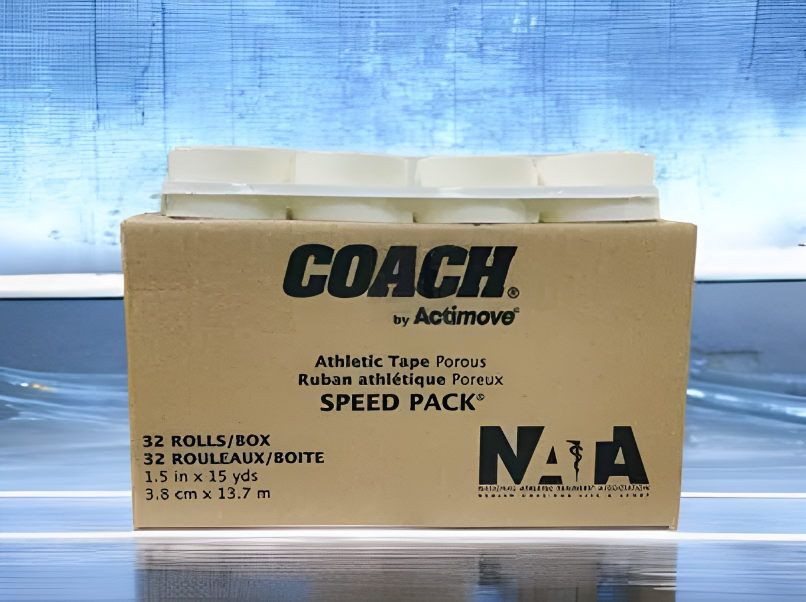 COACH®
by Actimove®
Athletic Tape Porous
Ruban athlétique Poreux
SPEED PACK®
32 ROLLS/BOX
32 ROULEAUX/BOITE
1.5 in x 15 yds
3.8 cm x 13.7 m
NATA